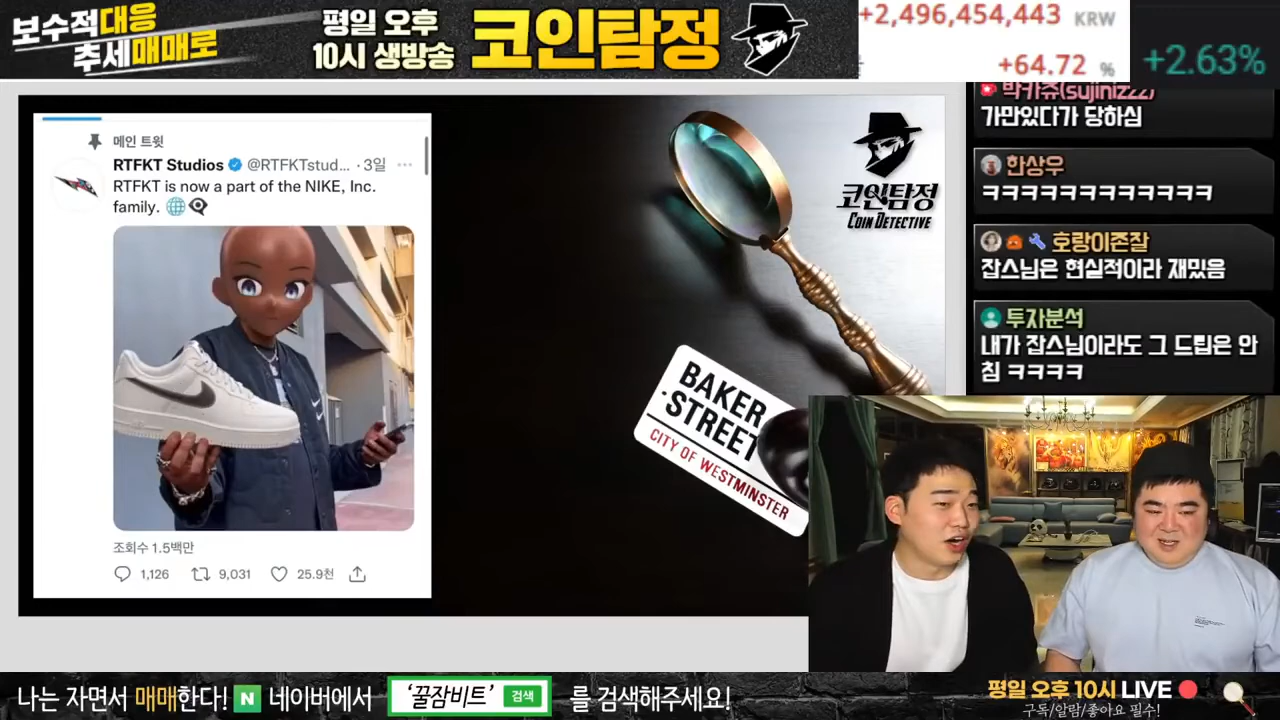 보수적대응
추세매매로
평일 오후
10시 생방송
코인탐정
+2,496,454,443 KRW
+64.72 %
+2.63%
메인 트윗
RTFKT Studios @RTFKTstud... · 3일
RTFKT is now a part of the NIKE, Inc.
family.
조회수 1.5백만
1,126 9,031 25.9천
코인탐정
COIN DETECTIVE
BAKER
STREET
CITY OF WESTMINSTER
박카쥬(sujinizzz)
가만있다가 당하심
한상우
ㅋㅋㅋㅋㅋㅋㅋㅋㅋㅋㅋㅋ
호랑이존잘
잡스님은 현실적이라 재밌음
투자분석
내가 잡스님이라도 그 드립은 안
침 ㅋㅋㅋㅋ
나는 자면서 매매한다! N 네이버에서 '꿀잠비트' 검색 를 검색해주세요!
평일 오후 10시 LIVE
구독/알람/좋아요 필수!